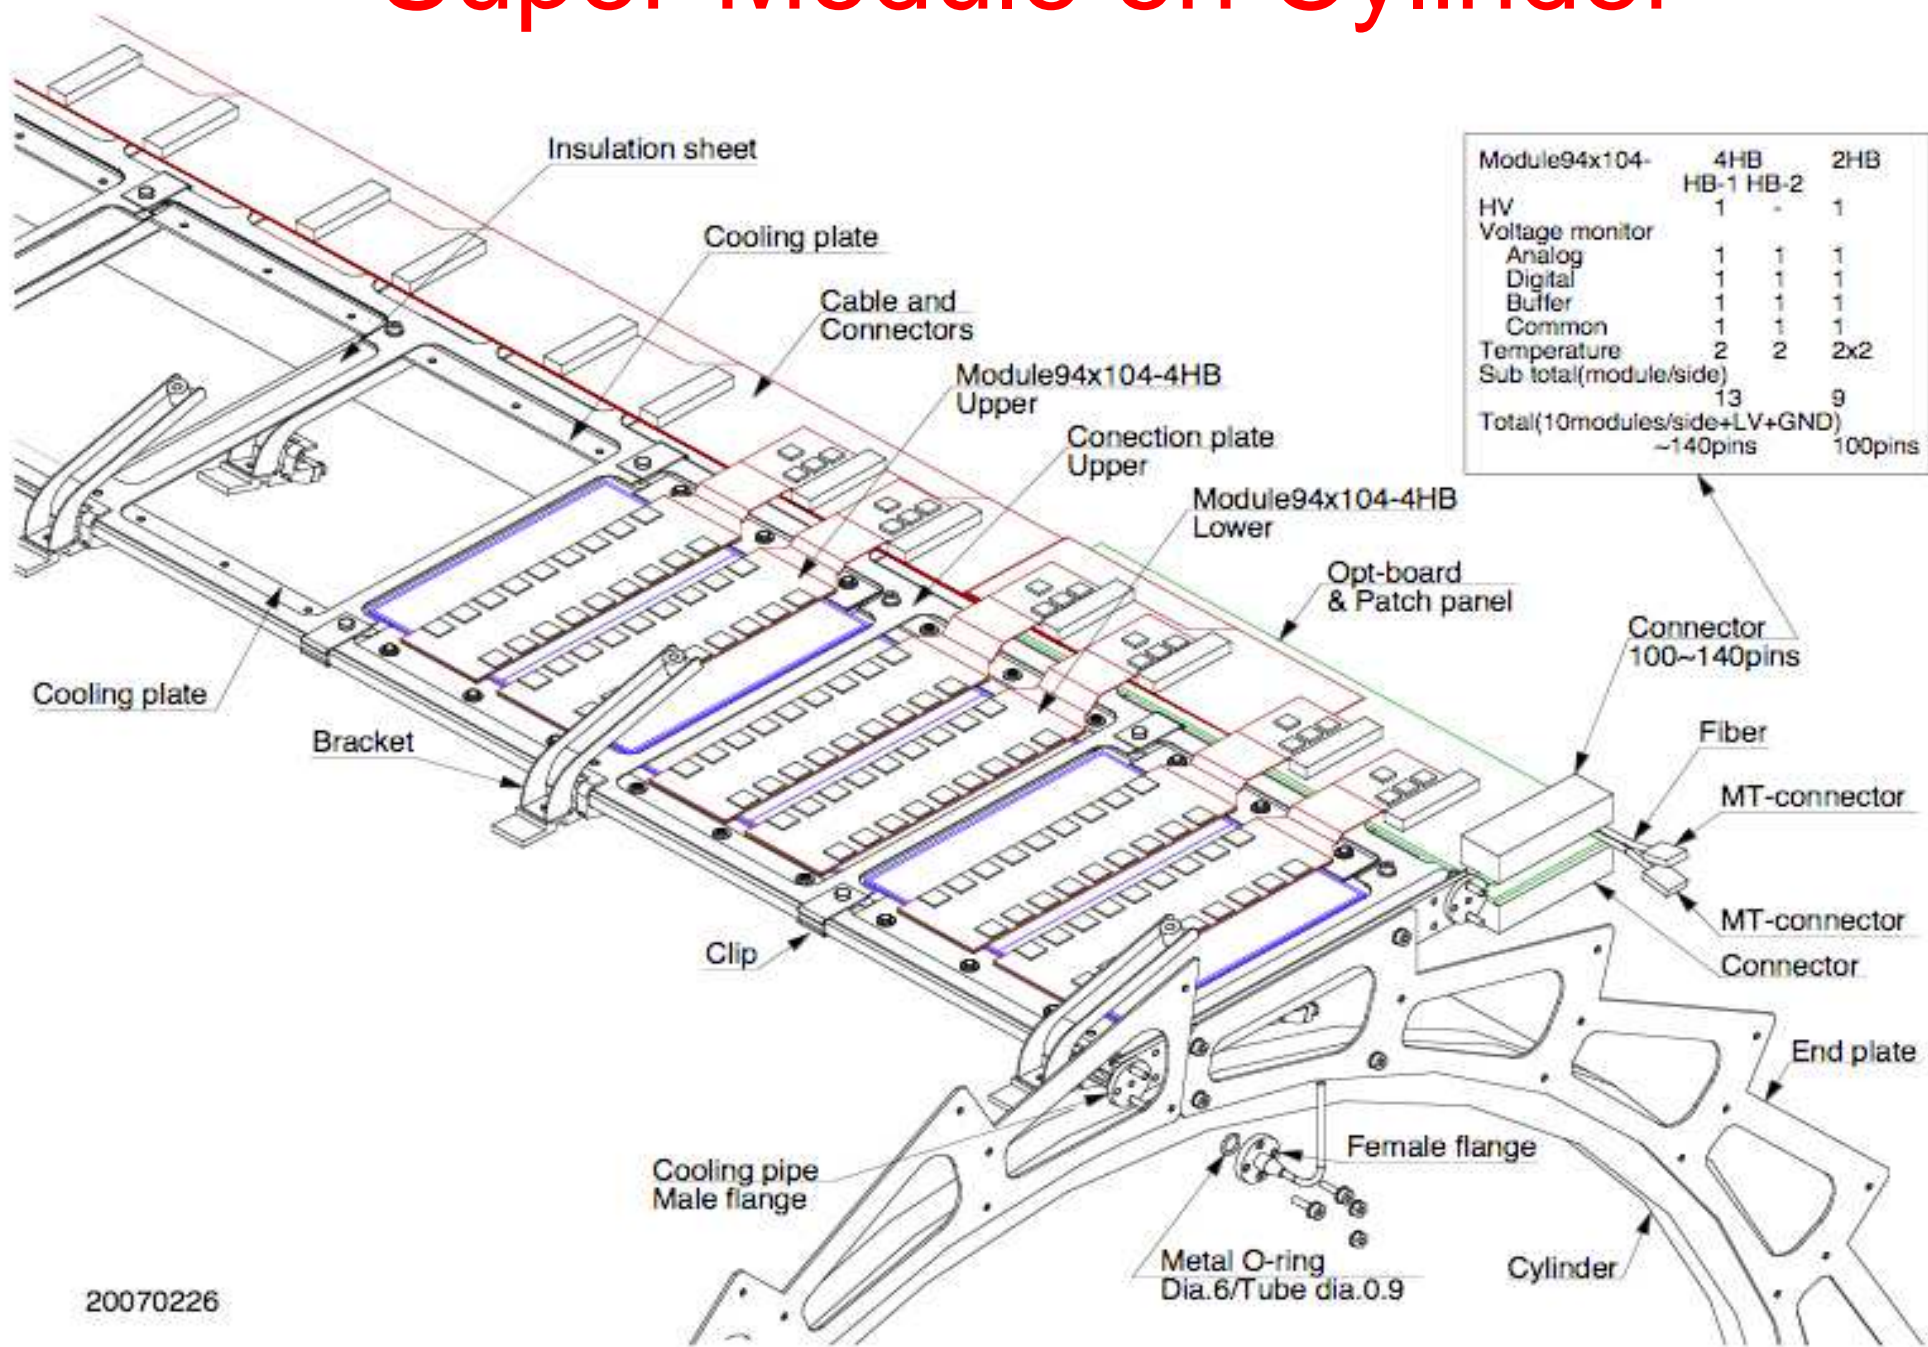 Super Module on Cylinder
Insulation sheet
Cooling plate
Cable and
Connectors
Module94x104-4HB
Upper
Conection plate
Upper
Module94x104-4HB
Lower
Opt-board
& Patch panel
Connector
100~140pins
Fiber
MT-connector
MT-connector
Connector
End plate
Cooling plate
Bracket
Clip
Cooling pipe
Male flange
Female flange
Metal O-ring
Dia.6/Tube dia.0.9
Cylinder
20070226
Module94x104- 4HB 2HB
HB-1 HB-2
HV 1 - 1
Voltage monitor
Analog 1 1 1
Digital 1 1 1
Buffer 1 1 1
Common 1 1 1
Temperature 2 2 2x2
Sub total(module/side)
13 9
Total(10modules/side+LV+GND)
~140pins 100pins